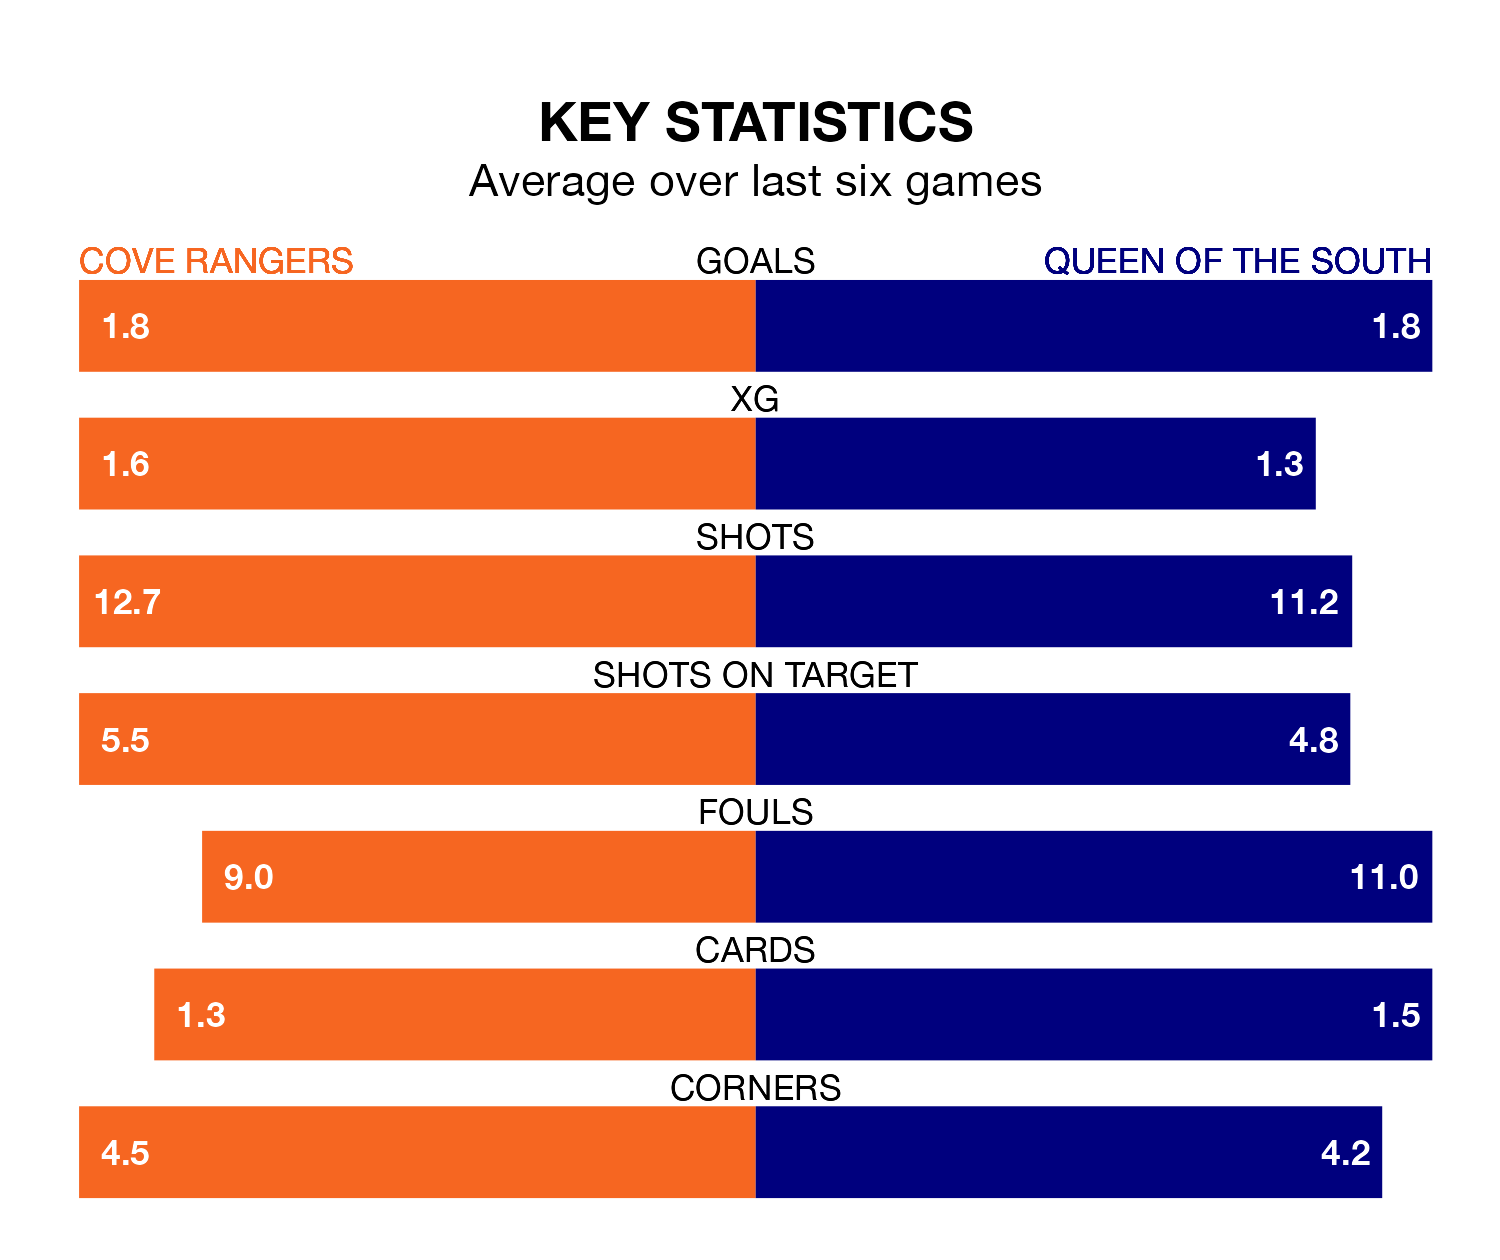 KEY STATISTICS
Average over last six games
COVE RANGERS GOALS QUEEN OF THE SOUTH
1.8 1.8
XG
1.6 1.3
SHOTS
12.7 11.2
SHOTS ON TARGET
5.5 4.8
FOULS
9.0 11.0
CARDS
1.3 1.5
CORNERS
4.5 4.2